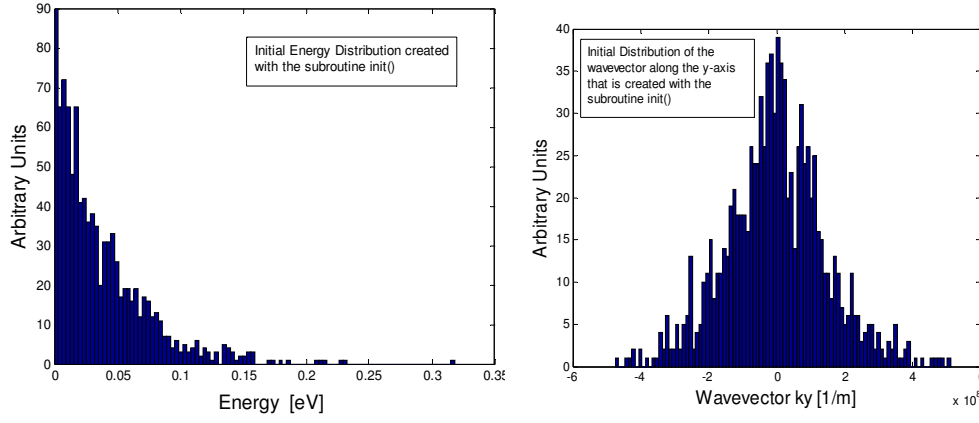 90
80
70
60
50
40
30
20
10
0
Arbitrary Units
Initial Energy Distribution created
with the subroutine init()
0 0.05 0.1 0.15 0.2 0.25 0.3 0.35
Energy [eV]
40
35
30
25
20
15
10
5
0
Arbitrary Units
Initial Distribution of the
wavevector along the y-axis
that is created with the
subroutine init()
-6 -4 -2 0 2 4
x 10
Wavevector ky [1/m]